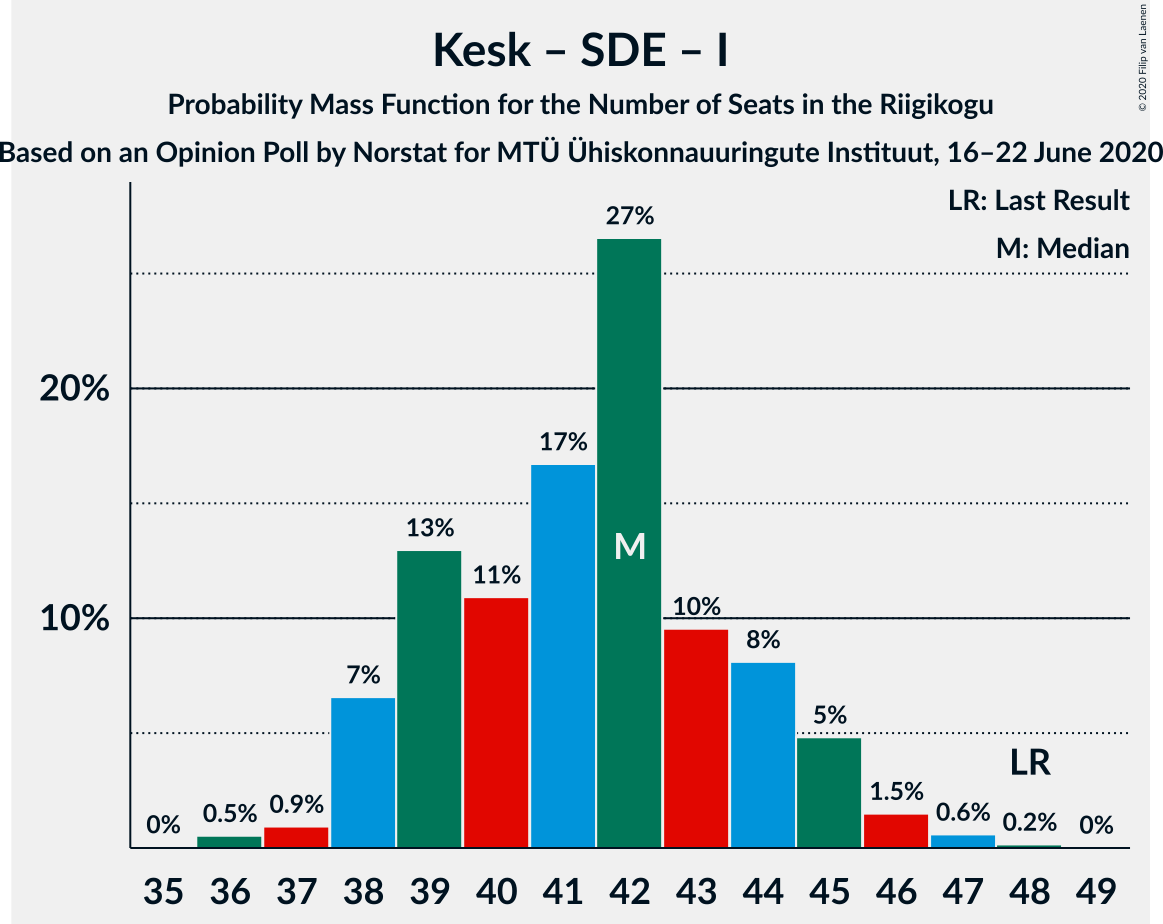 Kesk – SDE – I
Probability Mass Function for the Number of Seats in the Riigikogu
Based on an Opinion Poll by Norstat for MTÜ Ühiskonnauuringute Instituut, 16–22 June 2020
© 2020 Filip van Laenen
LR: Last Result
M: Median
20%
10%
0%
0.5%
0.9%
7%
13%
11%
17%
27%
10%
8%
5%
1.5%
0.6%
0.2%
0%
M
LR
35 36 37 38 39 40 41 42 43 44 45 46 47 48 49